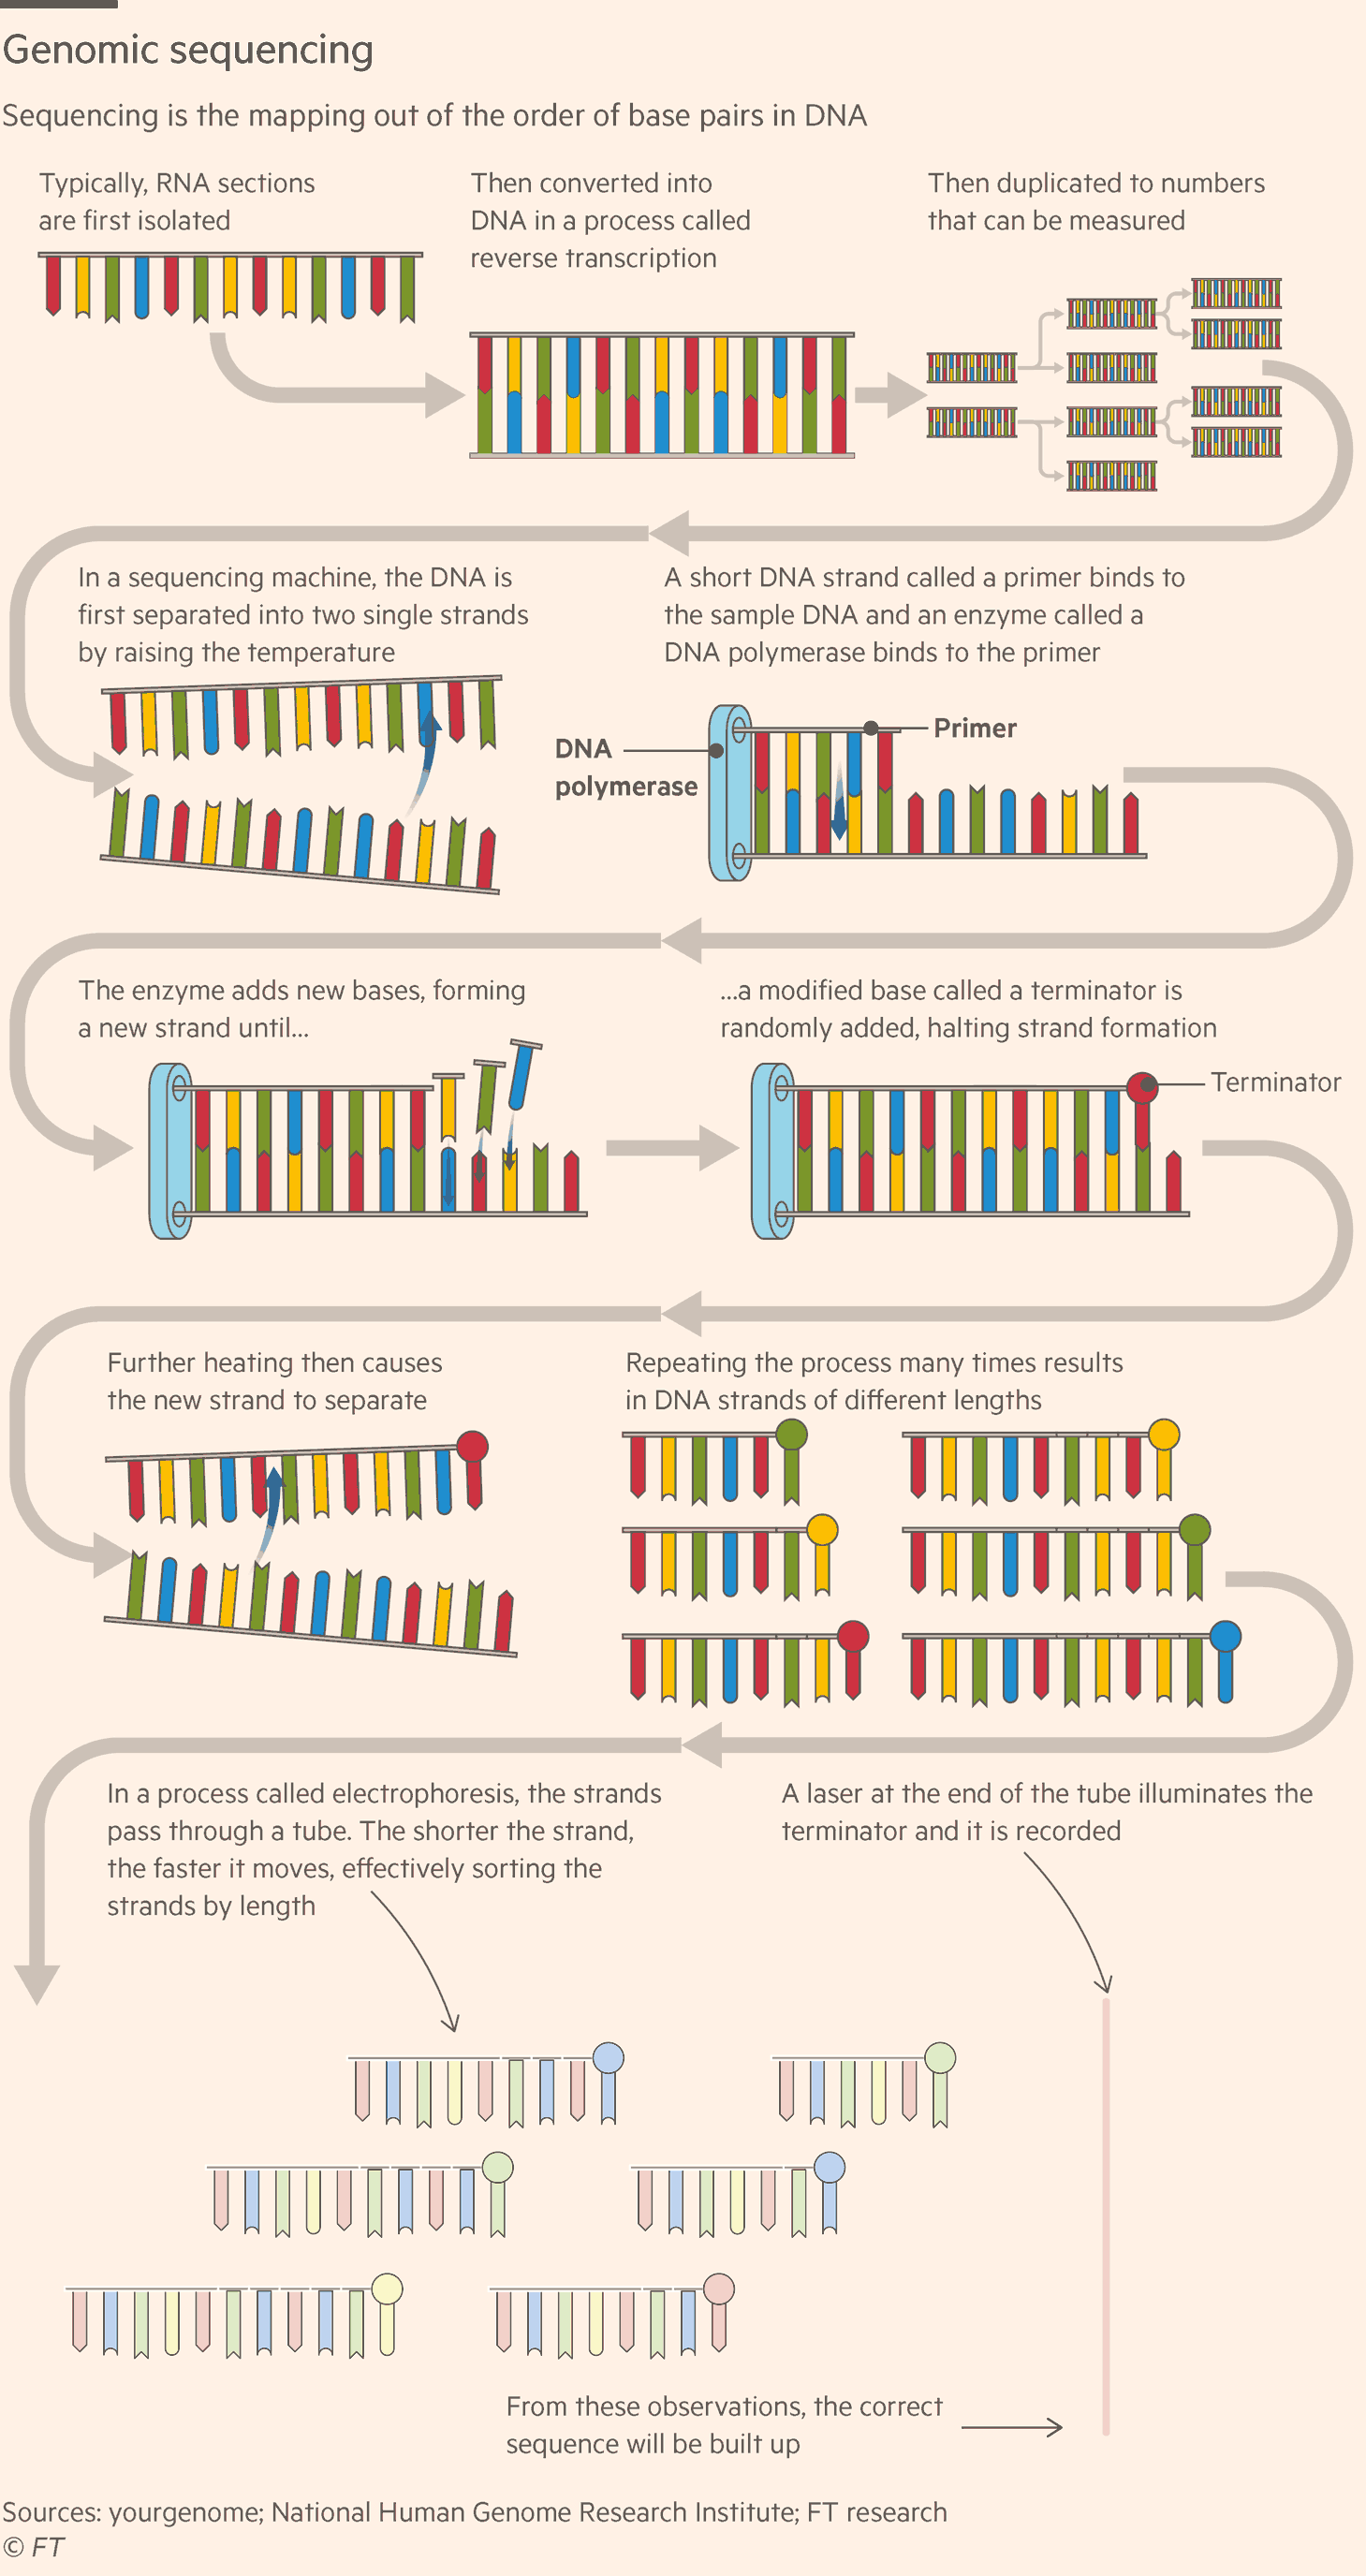 Genomic sequencing
Sequencing is the mapping out of the order of base pairs in DNA
Typically, RNA sections
are first isolated
Then converted into
DNA in a process called
reverse transcription
Then duplicated to numbers
that can be measured
In a sequencing machine, the DNA is
first separated into two single strands
by raising the temperature
A short DNA strand called a primer binds to
the sample DNA and an enzyme called a
DNA polymerase binds to the primer
DNA
polymerase
Primer
The enzyme adds new bases, forming
a new strand until...
...a modified base called a terminator is
randomly added, halting strand formation
Terminator
Further heating then causes
the new strand to separate
Repeating the process many times results
in DNA strands of different lengths
In a process called electrophoresis, the strands
pass through a tube. The shorter the strand,
the faster it moves, effectively sorting the
strands by length
A laser at the end of the tube illuminates the
terminator and it is recorded
From these observations, the correct
sequence will be built up
Sources: yourgenome; National Human Genome Research Institute; FT research
© FT